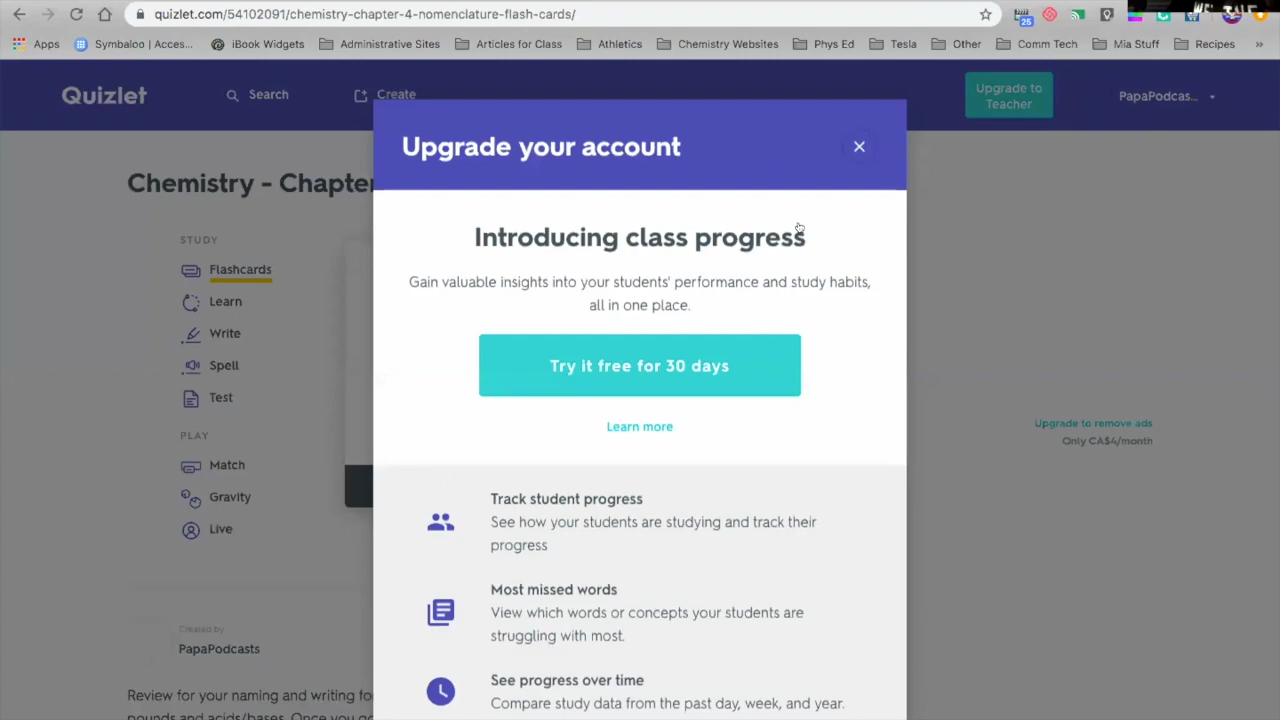 quizlet.com/54102091/chemistry-chapter-4-nomenclature-flash-cards/
25
Apps
Symbaloo | Acces...
iBook Widgets
Administrative Sites
Articles for Class
Athletics
Chemistry Websites
Phys Ed
Tesla
Other
Comm Tech
Mia Stuff
Recipes
»
Quizlet
Search
Create
Upgrade to
Teacher
PapaPodcas...
Upgrade your account
Chemistry - Chapter
Introducing class progress
STUDY
Flashcards
Gain valuable insights into your students' performance and study habits,
all in one place.
Learn
Write
Try it free for 30 days
Spell
Test
Learn more
Upgrade to remove ads
Only CA$4/month
PLAY
Match
Gravity
Live
Track student progress
See how your students are studying and track their
progress
Most missed words
View which words or concepts your students are
struggling with most.
Created by
PapaPodcasts
See progress over time
Compare study data from the past day, week, and year.
Review for your naming and writing fo